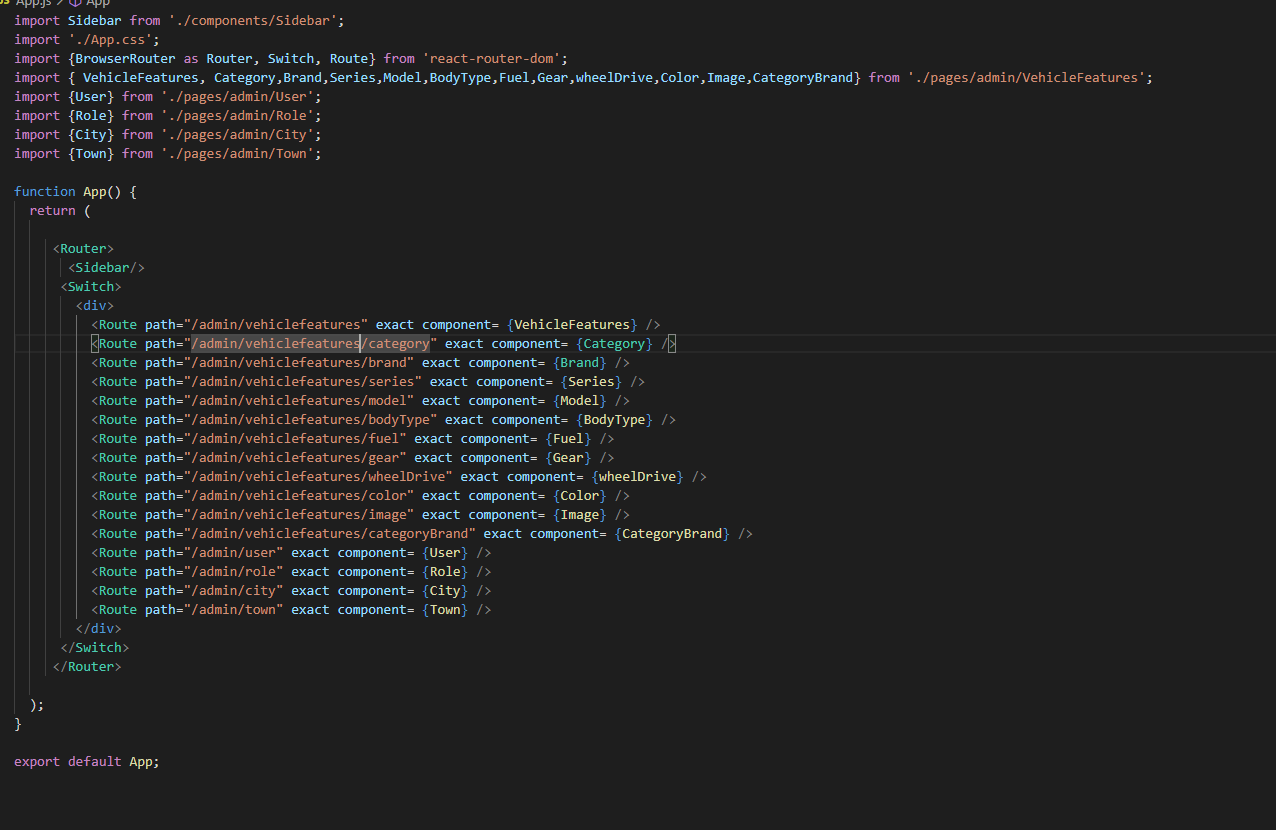 App.js > App
import Sidebar from './components/Sidebar';
import './App.css';
import {BrowserRouter as Router, Switch, Route} from 'react-router-dom';
import { VehicleFeatures, Category,Brand,Series,Model,BodyType,Fuel,Gear,wheelDrive,Color,Image,CategoryBrand} from './pages/admin/VehicleFeatures';
import {User} from './pages/admin/User';
import {Role} from './pages/admin/Role';
import {City} from './pages/admin/City';
import {Town} from './pages/admin/Town';
function App() {
return (
<Router>
<Sidebar/>
<Switch>
<div>
<Route path="/admin/vehiclefeatures" exact component= {VehicleFeatures} />
<Route path="/admin/vehiclefeatures/category" exact component= {Category} />
<Route path="/admin/vehiclefeatures/brand" exact component= {Brand} />
<Route path="/admin/vehiclefeatures/series" exact component= {Series} />
<Route path="/admin/vehiclefeatures/model" exact component= {Model} />
<Route path="/admin/vehiclefeatures/bodyType" exact component= {BodyType} />
<Route path="/admin/vehiclefeatures/fuel" exact component= {Fuel} />
<Route path="/admin/vehiclefeatures/gear" exact component= {Gear} />
<Route path="/admin/vehiclefeatures/wheelDrive" exact component= {wheelDrive} />
<Route path="/admin/vehiclefeatures/color" exact component= {Color} />
<Route path="/admin/vehiclefeatures/image" exact component= {Image} />
<Route path="/admin/vehiclefeatures/categoryBrand" exact component= {CategoryBrand} />
<Route path="/admin/user" exact component= {User} />
<Route path="/admin/role" exact component= {Role} />
<Route path="/admin/city" exact component= {City} />
<Route path="/admin/town" exact component= {Town} />
</div>
</Switch>
</Router>
);
}
export default App;